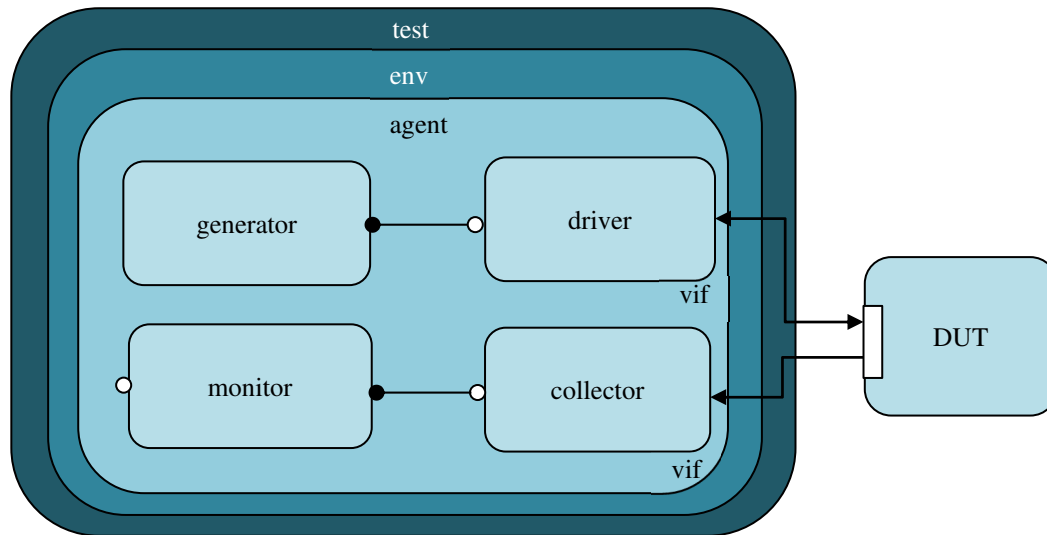 test
env
agent
generator
driver
vif
DUT
monitor
collector
vif